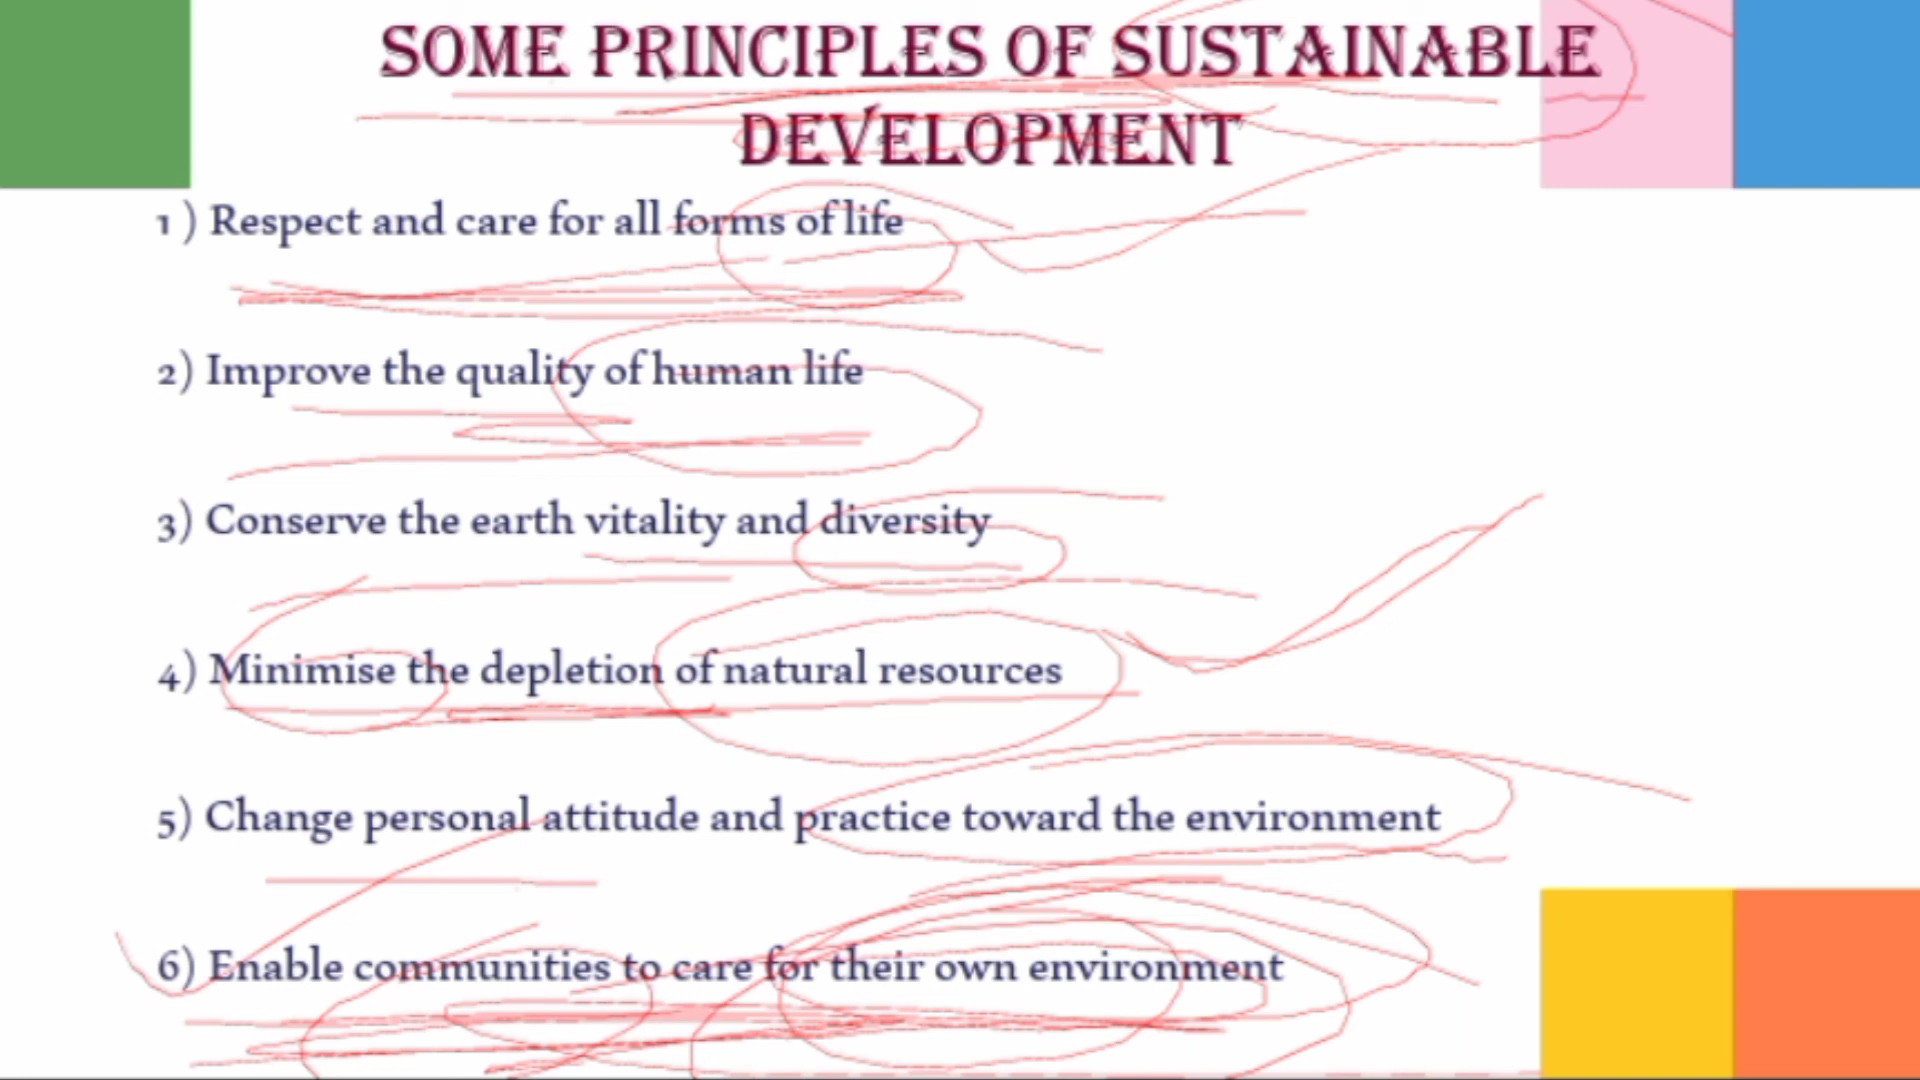 SOME PRINCIPLES OF SUSTAINABLE
DEVELOPMENT
1 ) Respect and care for all forms of life
2) Improve the quality of human life
3) Conserve the earth vitality and diversity
4) Minimise the depletion of natural resources
5) Change personal attitude and practice toward the environment
6) Enable communities to care for their own environment